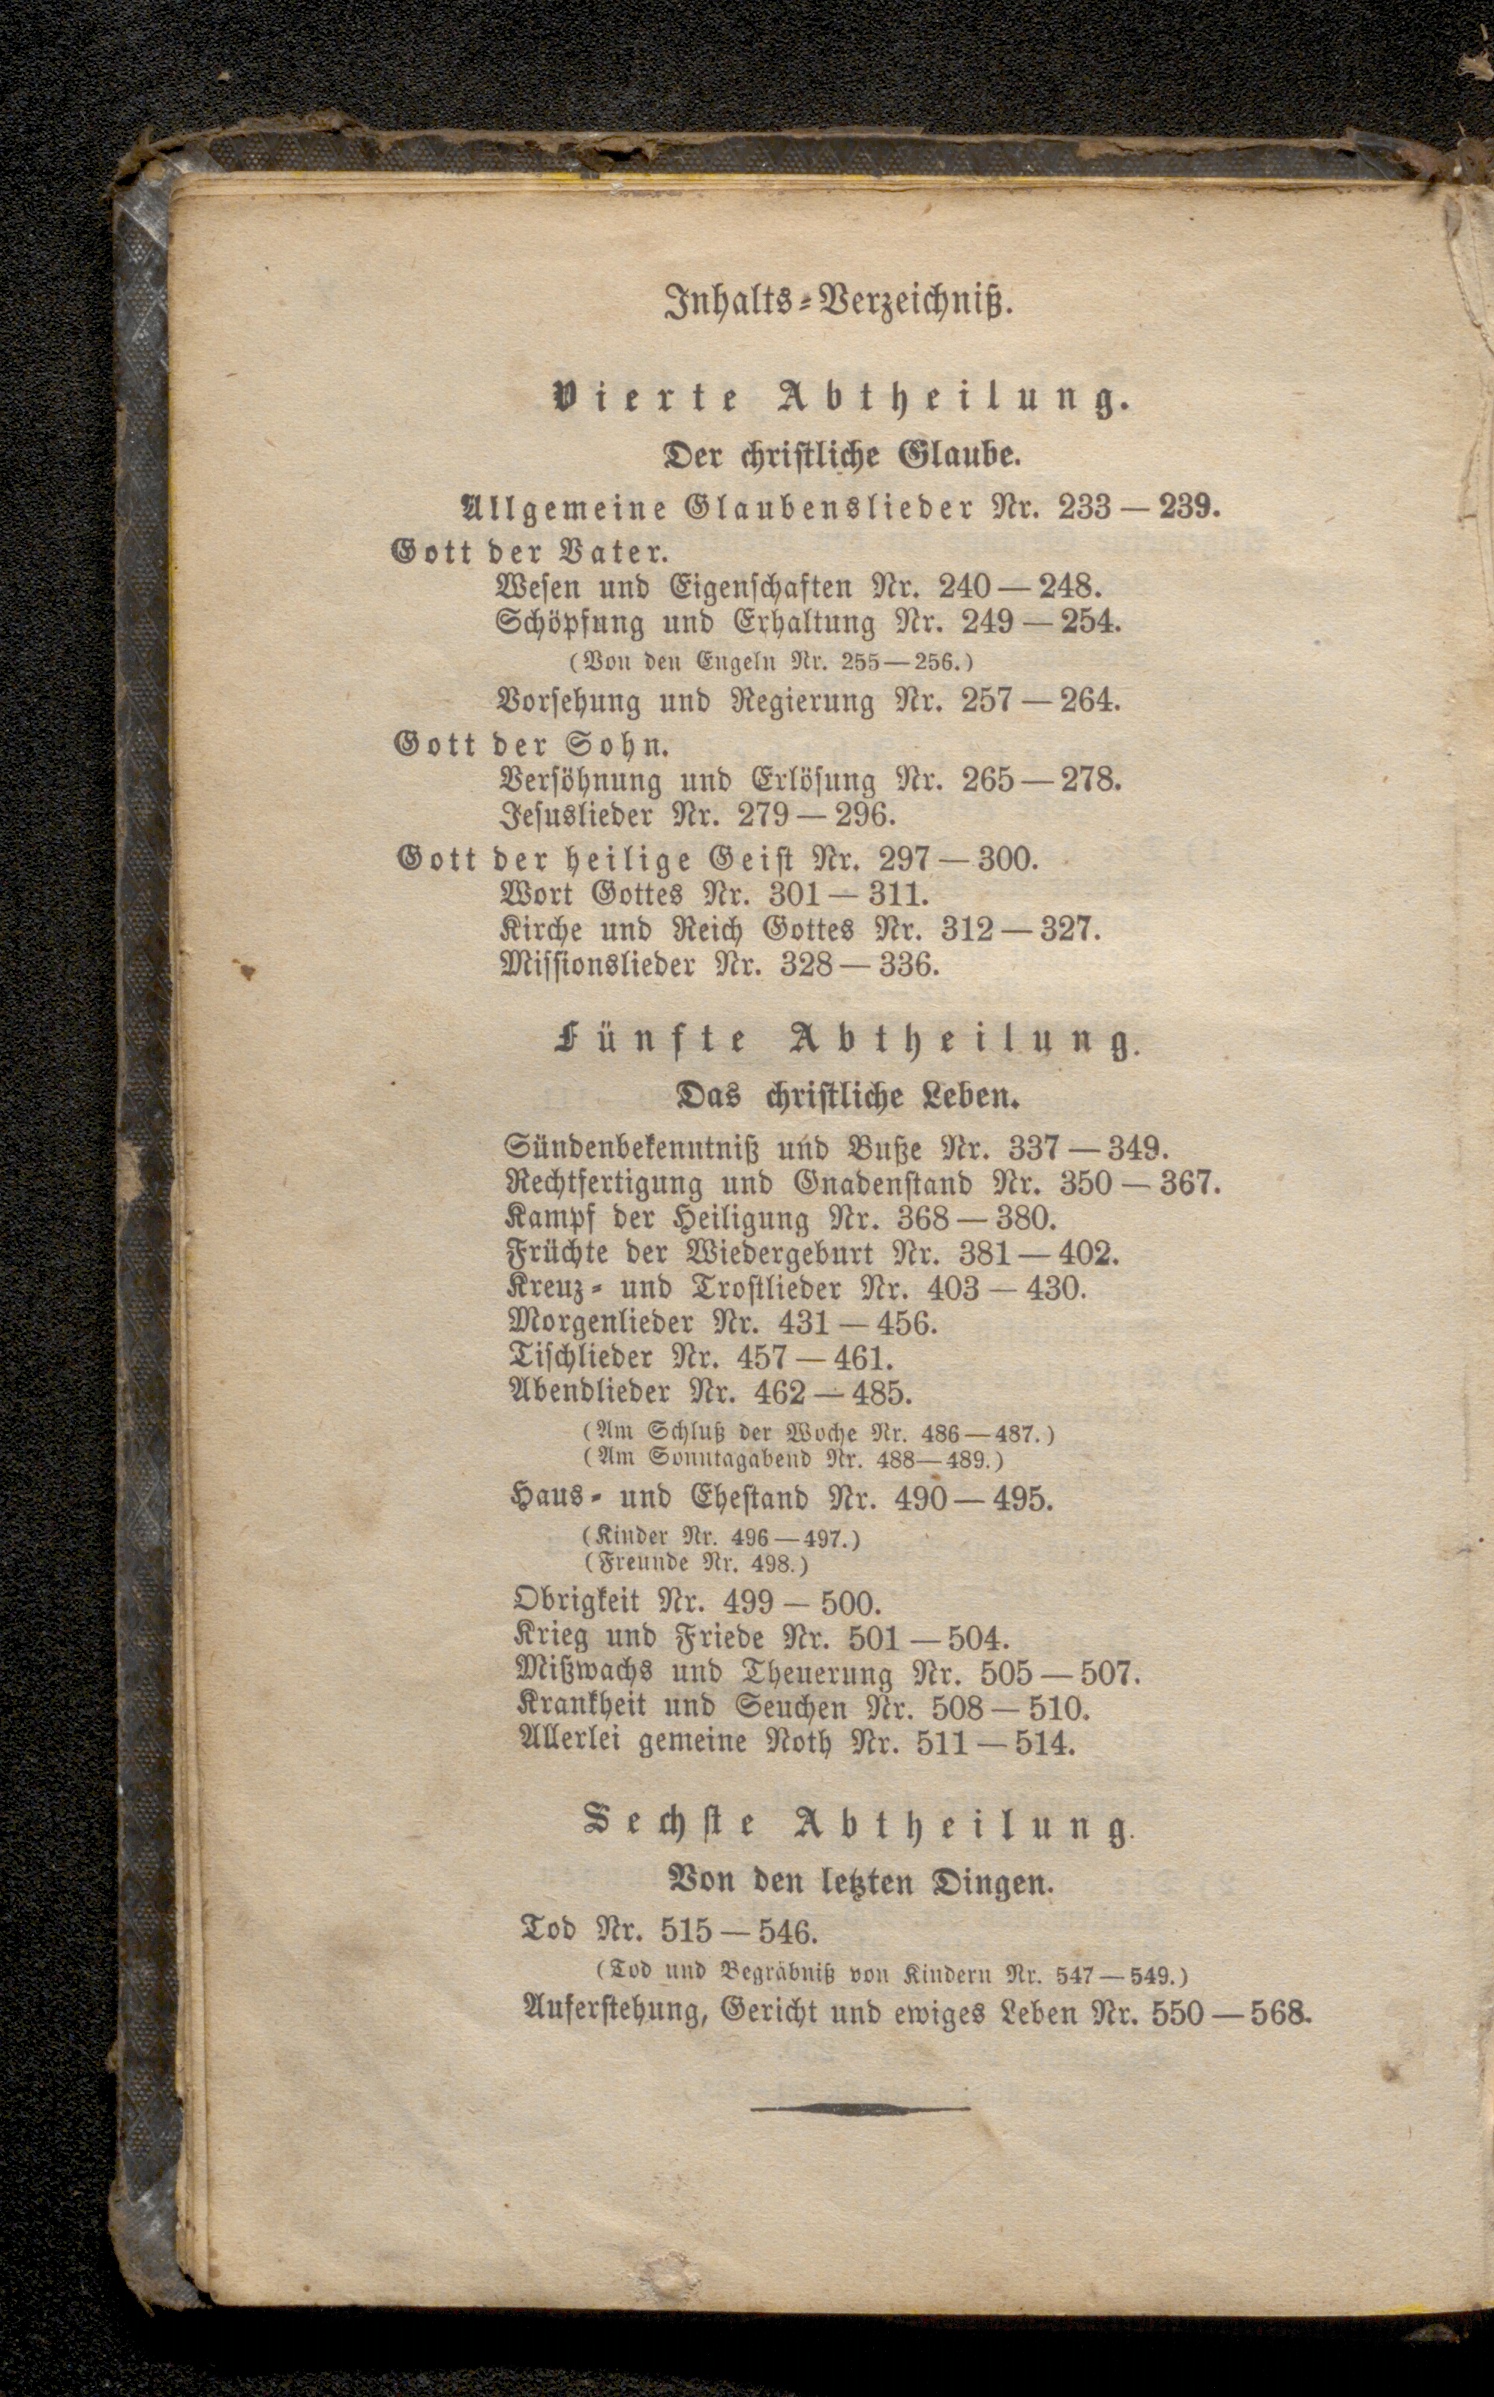 Inhalts-Verzeichniß.
Vierte Abtheilung.
Der christliche Glaube.
Allgemeine Glaubenslieder Nr. 233 — 239.
Gott der Vater.
Wesen und Eigenschaften Nr. 240 — 248.
Schöpfung und Erhaltung Nr. 249 — 254.
(Von den Engeln Nr. 255 — 256.)
Vorsehung und Regierung Nr. 257 — 264.
Gott der Sohn.
Versöhnung und Erlösung Nr. 265 — 278.
Jesuslieder Nr. 279 — 296.
Gott der heilige Geist Nr. 297 — 300.
Wort Gottes Nr. 301 — 311.
Kirche und Reich Gottes Nr. 312 — 327.
Missionslieder Nr. 328 — 336.
Fünfte Abtheilung.
Das christliche Leben.
Sündenbekenntniß und Buße Nr. 337 — 349.
Rechtfertigung und Gnadenstand Nr. 350 — 367.
Kampf der Heiligung Nr. 368 — 380.
Früchte der Wiedergeburt Nr. 381 — 402.
Kreuz- und Trostlieder Nr. 403 — 430.
Morgenlieder Nr. 431 — 456.
Tischlieder Nr. 457 — 461.
Abendlieder Nr. 462 — 485.
(Am Schluß der Woche Nr. 486 — 487.)
(Am Sonntagabend Nr. 488 — 489.)
Haus- und Ehestand Nr. 490 — 495.
(Kinder Nr. 496 — 497.)
(Freunde Nr. 498.)
Obrigkeit Nr. 499 — 500.
Krieg und Friede Nr. 501 — 504.
Mißwachs und Theuerung Nr. 505 — 507.
Krankheit und Seuchen Nr. 508 — 510.
Allerlei gemeine Noth Nr. 511 — 514.
Sechste Abtheilung.
Von den letzten Dingen.
Tod Nr. 515 — 546.
(Tod und Begräbniß von Kindern Nr. 547 — 549.)
Auferstehung, Gericht und ewiges Leben Nr. 550 — 568.